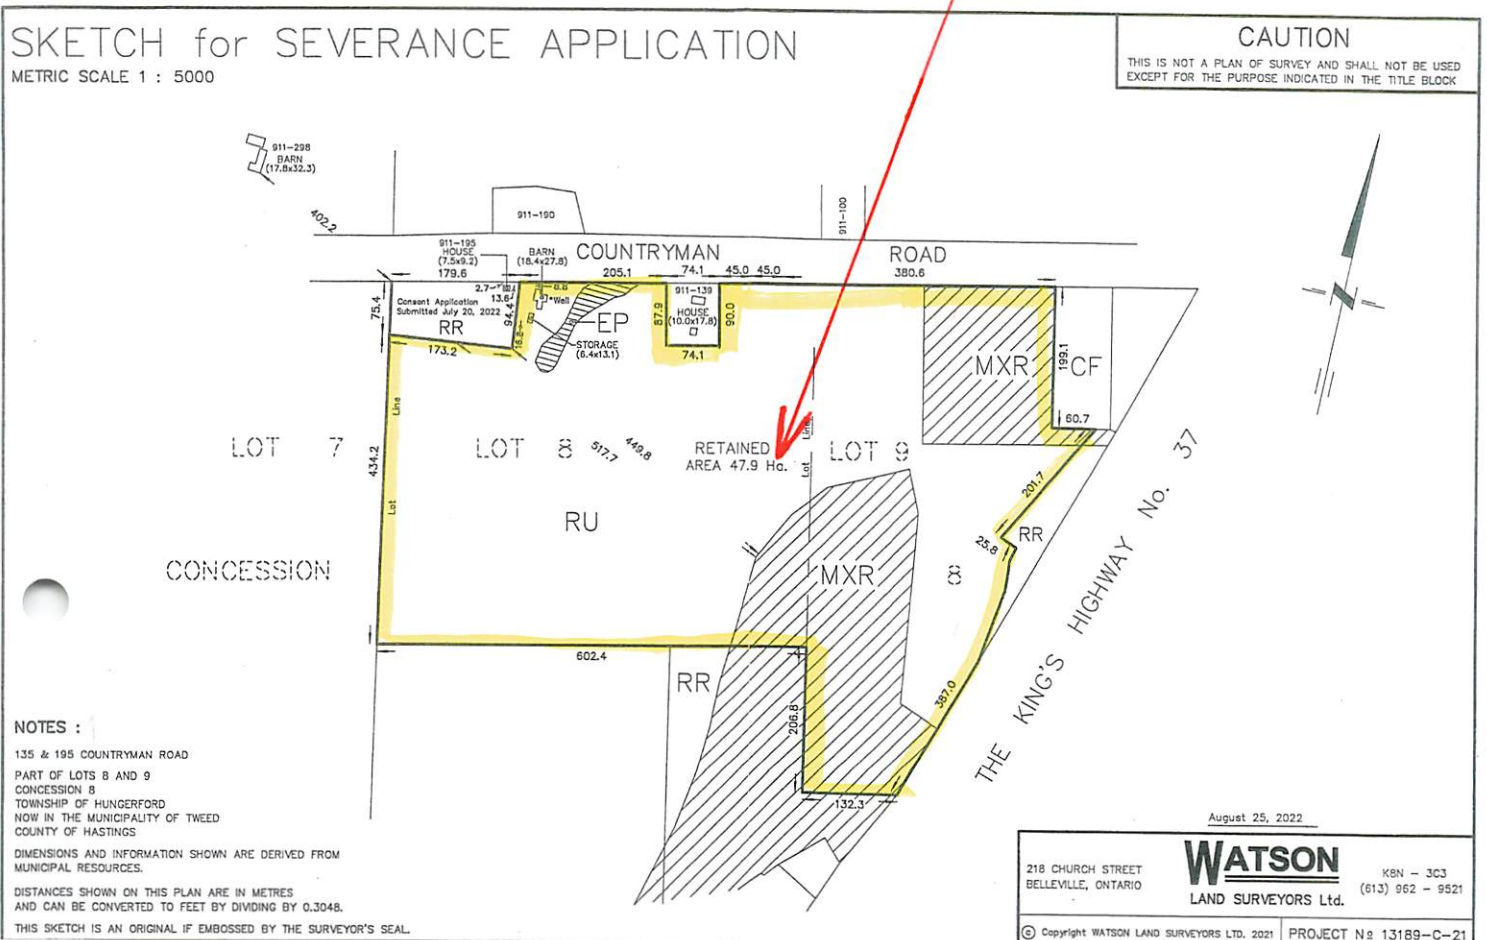 SKETCH for SEVERANCE APPLICATION
METRIC SCALE 1 : 5000
CAUTION
THIS IS NOT A PLAN OF SURVEY AND SHALL NOT BE USED
EXCEPT FOR THE PURPOSE INDICATED IN THE TITLE BLOCK
911-298
BARN
(17.8x32.3)
402.2
911-190
911-100
COUNTRYMAN ROAD
911-195
HOUSE
(7.5x9.2)
BARN
(18.4x27.8)
179.6
205.1
74.1
45.0 45.0
380.6
75.4
2.7
13.6
8.8
Well
Consent Application
Submitted July 20, 2022
94.4
RR
173.2
16.8
EP
STORAGE
(6.4x13.1)
87.9
911-139
HOUSE
(10.0x17.8)
90.0
74.1
MXR
199.1
CF
60.7
Line
Lot
434.2
LOT 7
LOT 8
517.7
449.8
RETAINED
AREA 47.9 Ha.
Line
Lot
LOT 9
201.7
RR
25.8
RU
CONCESSION
MXR
8
THE KING'S HIGHWAY No. 37
387.0
602.4
RR
206.8
132.3
NOTES :
135 & 195 COUNTRYMAN ROAD
PART OF LOTS 8 AND 9
CONCESSION 8
TOWNSHIP OF HUNGERFORD
NOW IN THE MUNICIPALITY OF TWEED
COUNTY OF HASTINGS
DIMENSIONS AND INFORMATION SHOWN ARE DERIVED FROM
MUNICIPAL RESOURCES.
DISTANCES SHOWN ON THIS PLAN ARE IN METRES
AND CAN BE CONVERTED TO FEET BY DIVIDING BY 0.3048.
THIS SKETCH IS AN ORIGINAL IF EMBOSSED BY THE SURVEYOR'S SEAL.
August 25, 2022
218 CHURCH STREET
BELLEVILLE, ONTARIO
WATSON
LAND SURVEYORS Ltd.
K8N - 3C3
(613) 962 - 9521
© Copyright WATSON LAND SURVEYORS LTD. 2021
PROJECT Nº 13189-C-21